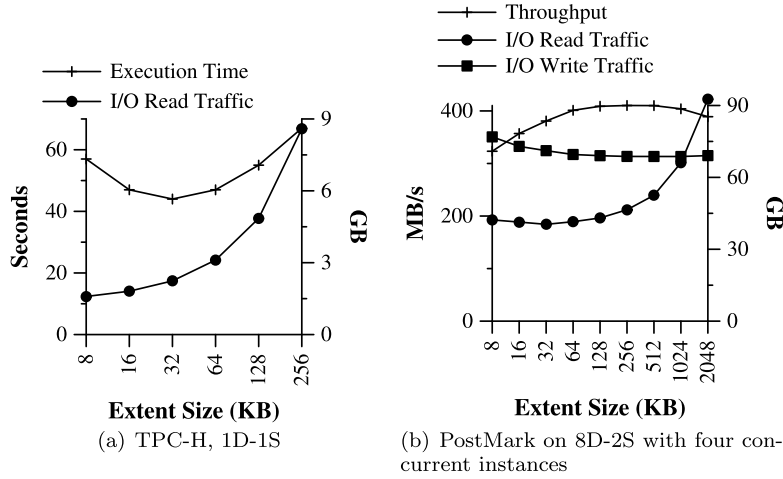 Execution Time
I/O Read Traffic
60
40
20
0
Seconds
9
6
3
0
GB
8
16
32
64
128
256
Extent Size (KB)
(a) TPC-H, 1D-1S
Throughput
I/O Read Traffic
I/O Write Traffic
400
200
0
MB/s
90
60
30
0
GB
8
16
32
64
128
256
512
1024
2048
Extent Size (KB)
(b) PostMark on 8D-2S with four con-
current instances